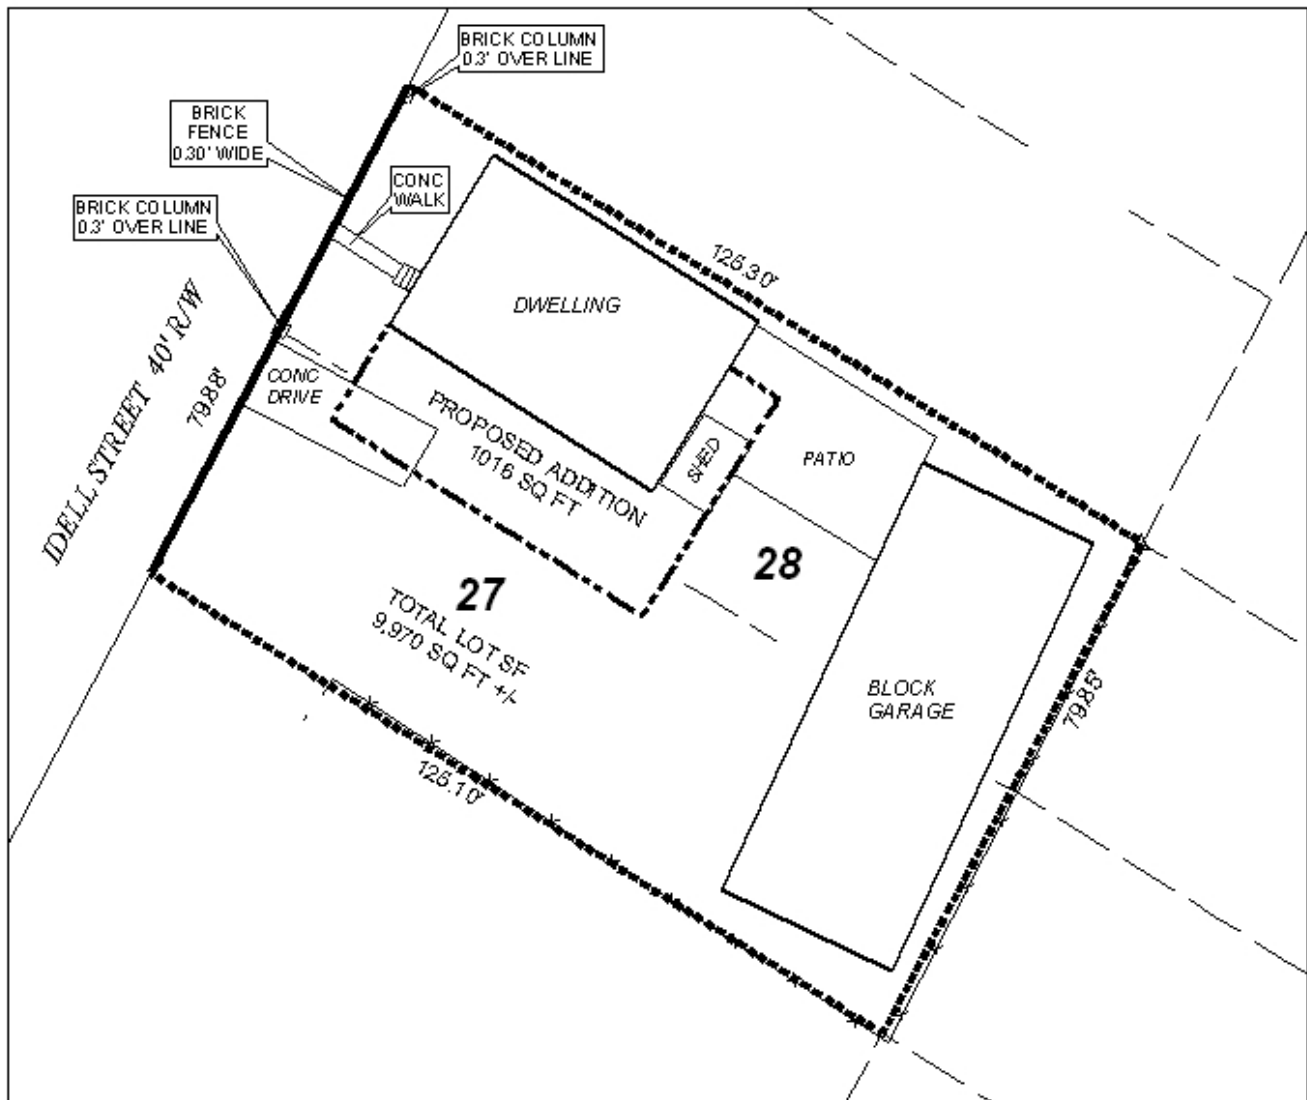 BRICK COLUMN
0.3' OVER LINE
BRICK
FENCE
0.30' WIDE
CONC
WALK
BRICK COLUMN
0.3' OVER LINE
125.30'
DWELLING
IDELL STREET 40' R/W
79.88'
CONC
DRIVE
PROPOSED ADDITION
1016 SQ FT
SHED
PATIO
28
27
TOTAL LOT SF
9,970 SQ FT +/-
BLOCK
GARAGE
79.85'
125.10'